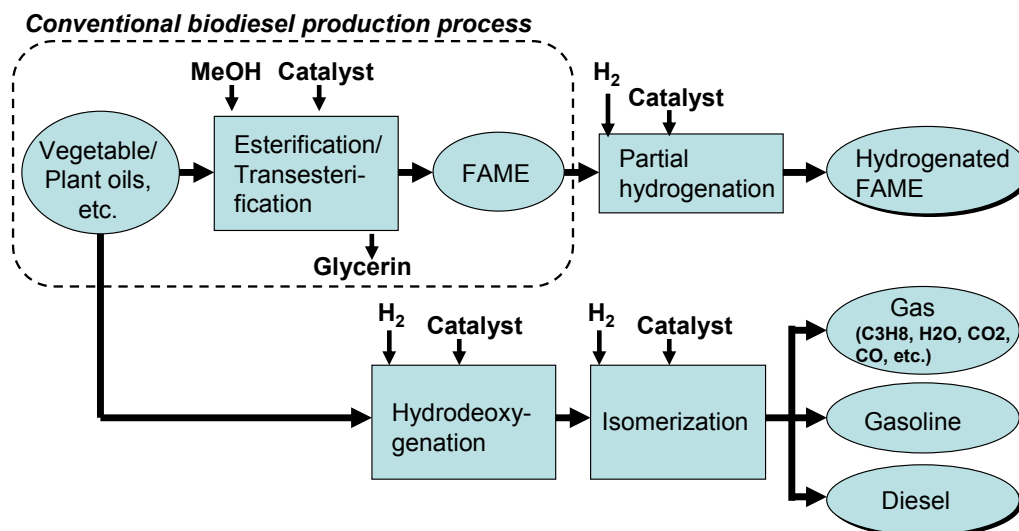 Conventional biodiesel production process
MeOH
Catalyst
Vegetable/
Plant oils,
etc.
Esterification/
Transesteri-
fication
Glycerin
FAME
H₂
Catalyst
Partial
hydrogenation
Hydrogenated
FAME
H₂
Catalyst
Hydrodeoxy-
genation
H₂
Catalyst
Isomerization
Gas
(C3H8, H2O, CO2,
CO, etc.)
Gasoline
Diesel